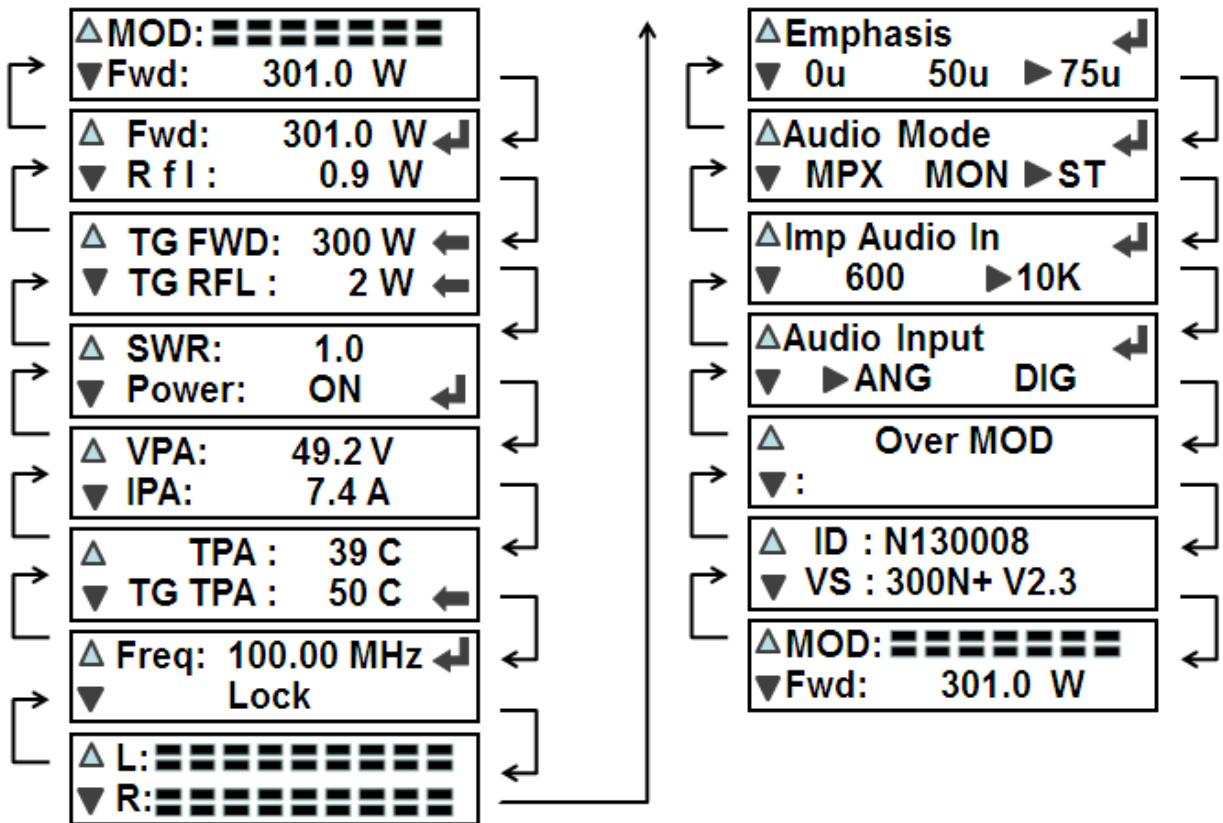 MOD:
Fwd: 301.0 W
Fwd: 301.0 W
Rfl: 0.9 W
TG FWD: 300 W
TG RFL : 2 W
SWR: 1.0
Power: ON
VPA: 49.2 V
IPA: 7.4 A
TPA : 39 C
TG TPA : 50 C
Freq: 100.00 MHz
Lock
L:
R:
Emphasis
0u 50u 75u
Audio Mode
MPX MON ST
Imp Audio In
600 10K
Audio Input
ANG DIG
Over MOD
:
ID : N130008
VS : 300N+ V2.3
MOD:
Fwd: 301.0 W